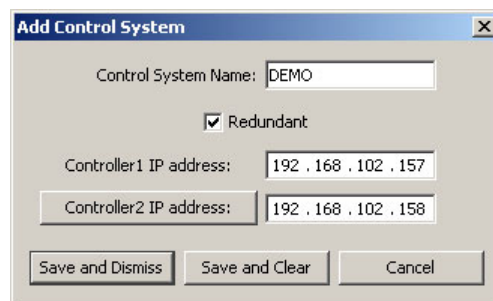 Add Control System
Control System Name: DEMO
Redundant
Controller1 IP address: 192 . 168 . 102 . 157
Controller2 IP address: 192 . 168 . 102 . 158
Save and Dismiss Save and Clear Cancel